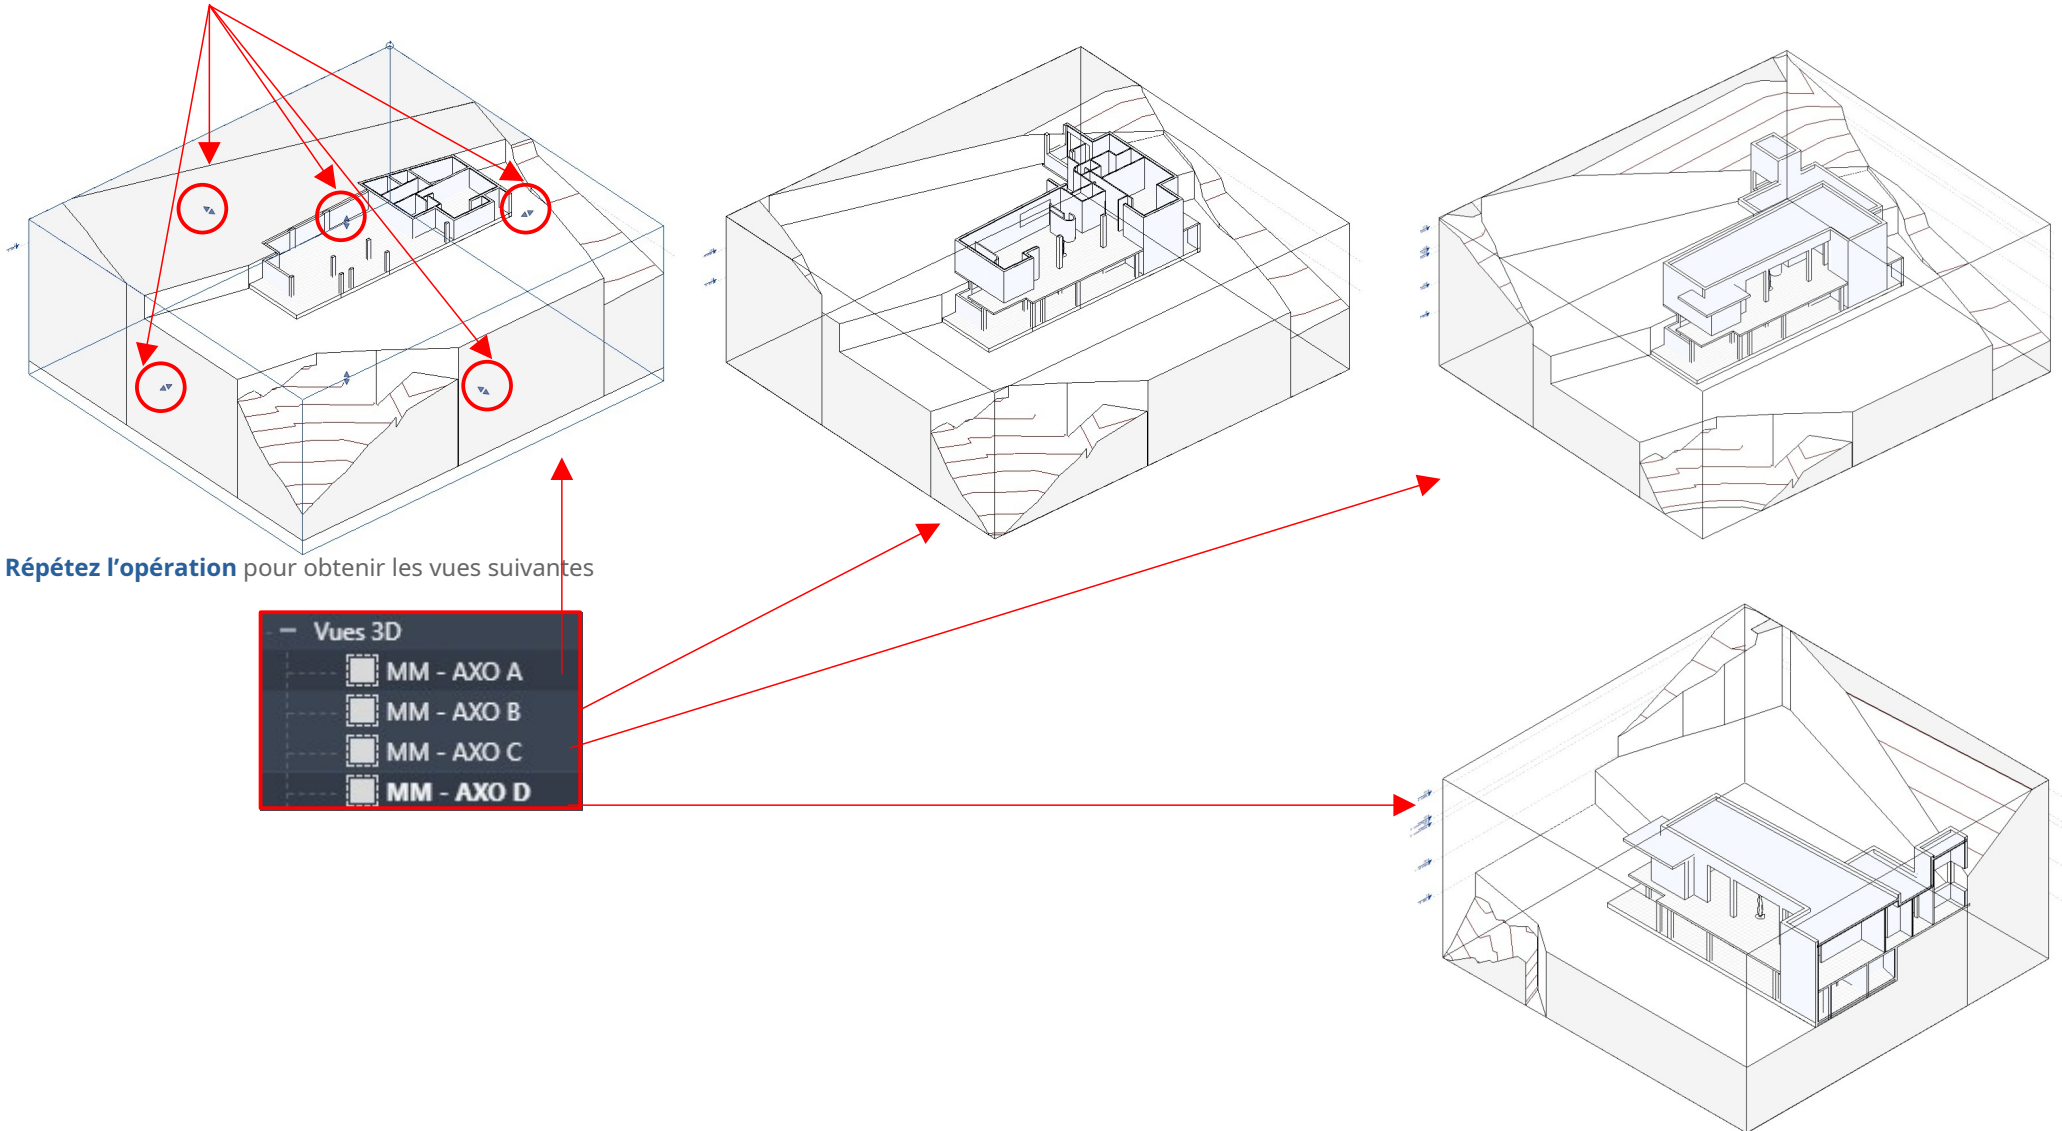 Répétez l’opération pour obtenir les vues suivantes
Vues 3D
MM - AXO A
MM - AXO B
MM - AXO C
MM - AXO D